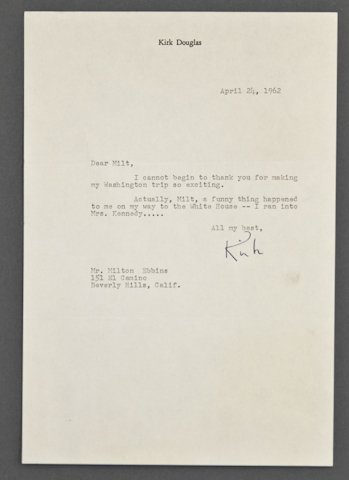 Kirk Douglas
April 24, 1962
Dear Milt,
I cannot begin to thank you for making
my Washington trip so exciting.
Actually, Milt, a funny thing happened
to me on my way to the White House -- I ran into
Mrs. Kennedy.....
All my best,
Kirk
Mr. Milton Ebbins
151 El Camino
Beverly Hills, Calif.